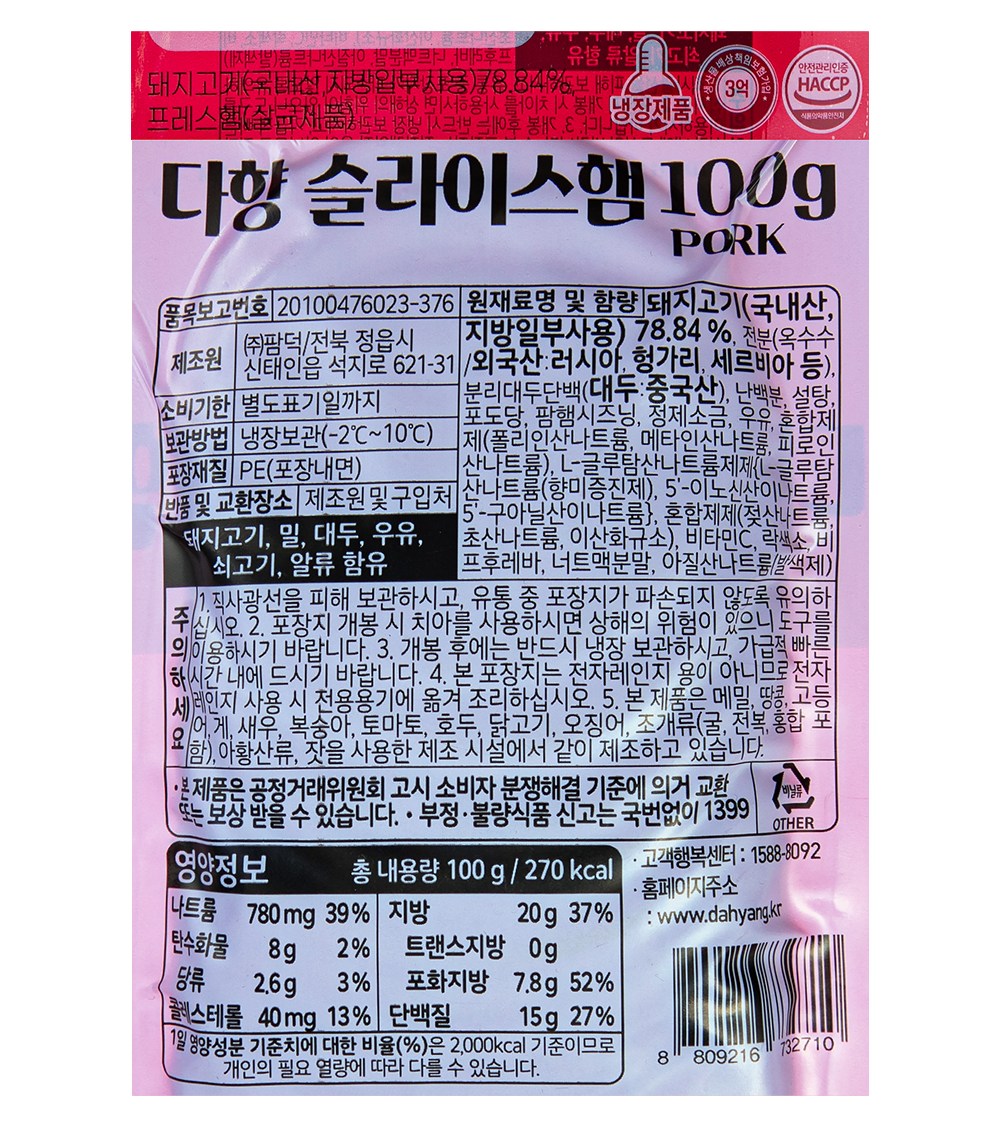 돼지고기(국내산,지방일부사용)78.84%,
프레스햄(살균제품)
냉장제품
3억
안전관리인증
HACCP
식품의약품안전처
다향 슬라이스햄 100g
PORK
품목보고번호 20100476023-376
제조원 ㈜팜덕/전북 정읍시
신태인읍 석지로 621-31
소비기한 별도표기일까지
보관방법 냉장보관(-2℃~10℃)
포장재질 PE(포장내면)
반품 및 교환장소 제조원 및 구입처
돼지고기, 밀, 대두, 우유,
쇠고기, 알류 함유
원재료명 및 함량 돼지고기(국내산,
지방일부사용) 78.84 %, 전분(옥수수
/외국산:러시아, 헝가리, 세르비아 등),
분리대두단백(대두:중국산), 난백분, 설탕,
포도당, 팜햄시즈닝, 정제소금, 우유, 혼합제
제(폴리인산나트륨, 메타인산나트륨, 피로인
산나트륨), L-글루탐산나트륨제제{L-글루탐
산나트륨(향미증진제), 5'-이노신산이나트륨,
5'-구아닐산이나트륨}, 혼합제제(젖산나트륨,
초산나트륨, 이산화규소), 비타민C, 락색소, 비
프후레바, 너트맥분말, 아질산나트륨(발색제)
주의하세요
1. 직사광선을 피해 보관하시고, 유통 중 포장지가 파손되지 않도록 유의하
십시오. 2. 포장지 개봉 시 치아를 사용하시면 상해의 위험이 있으니 도구를
이용하시기 바랍니다. 3. 개봉 후에는 반드시 냉장 보관하시고, 가급적 빠른
시간 내에 드시기 바랍니다. 4. 본 포장지는 전자레인지 용이 아니므로 전자
레인지 사용 시 전용용기에 옮겨 조리하십시오. 5. 본 제품은 메밀, 땅콩, 고등
어, 게, 새우, 복숭아, 토마토, 호두, 닭고기, 오징어, 조개류(굴, 전복, 홍합 포
함), 아황산류, 잣을 사용한 제조 시설에서 같이 제조하고 있습니다.
· 본 제품은 공정거래위원회 고시 소비자 분쟁해결 기준에 의거 교환
또는 보상 받을 수 있습니다. · 부정·불량식품 신고는 국번없이 1399
비닐류
OTHER
영양정보 총 내용량 100 g / 270 kcal
나트륨 780 mg 39% 지방 20 g 37%
탄수화물 8 g 2% 트랜스지방 0 g
당류 2.6 g 3% 포화지방 7.8 g 52%
콜레스테롤 40 mg 13% 단백질 15 g 27%
1일 영양성분 기준치에 대한 비율(%)은 2,000kcal 기준이므로
개인의 필요 열량에 따라 다를 수 있습니다.
· 고객행복센터 : 1588-8092
· 홈페이지주소
: www.dahyang.kr
8 809216 732710